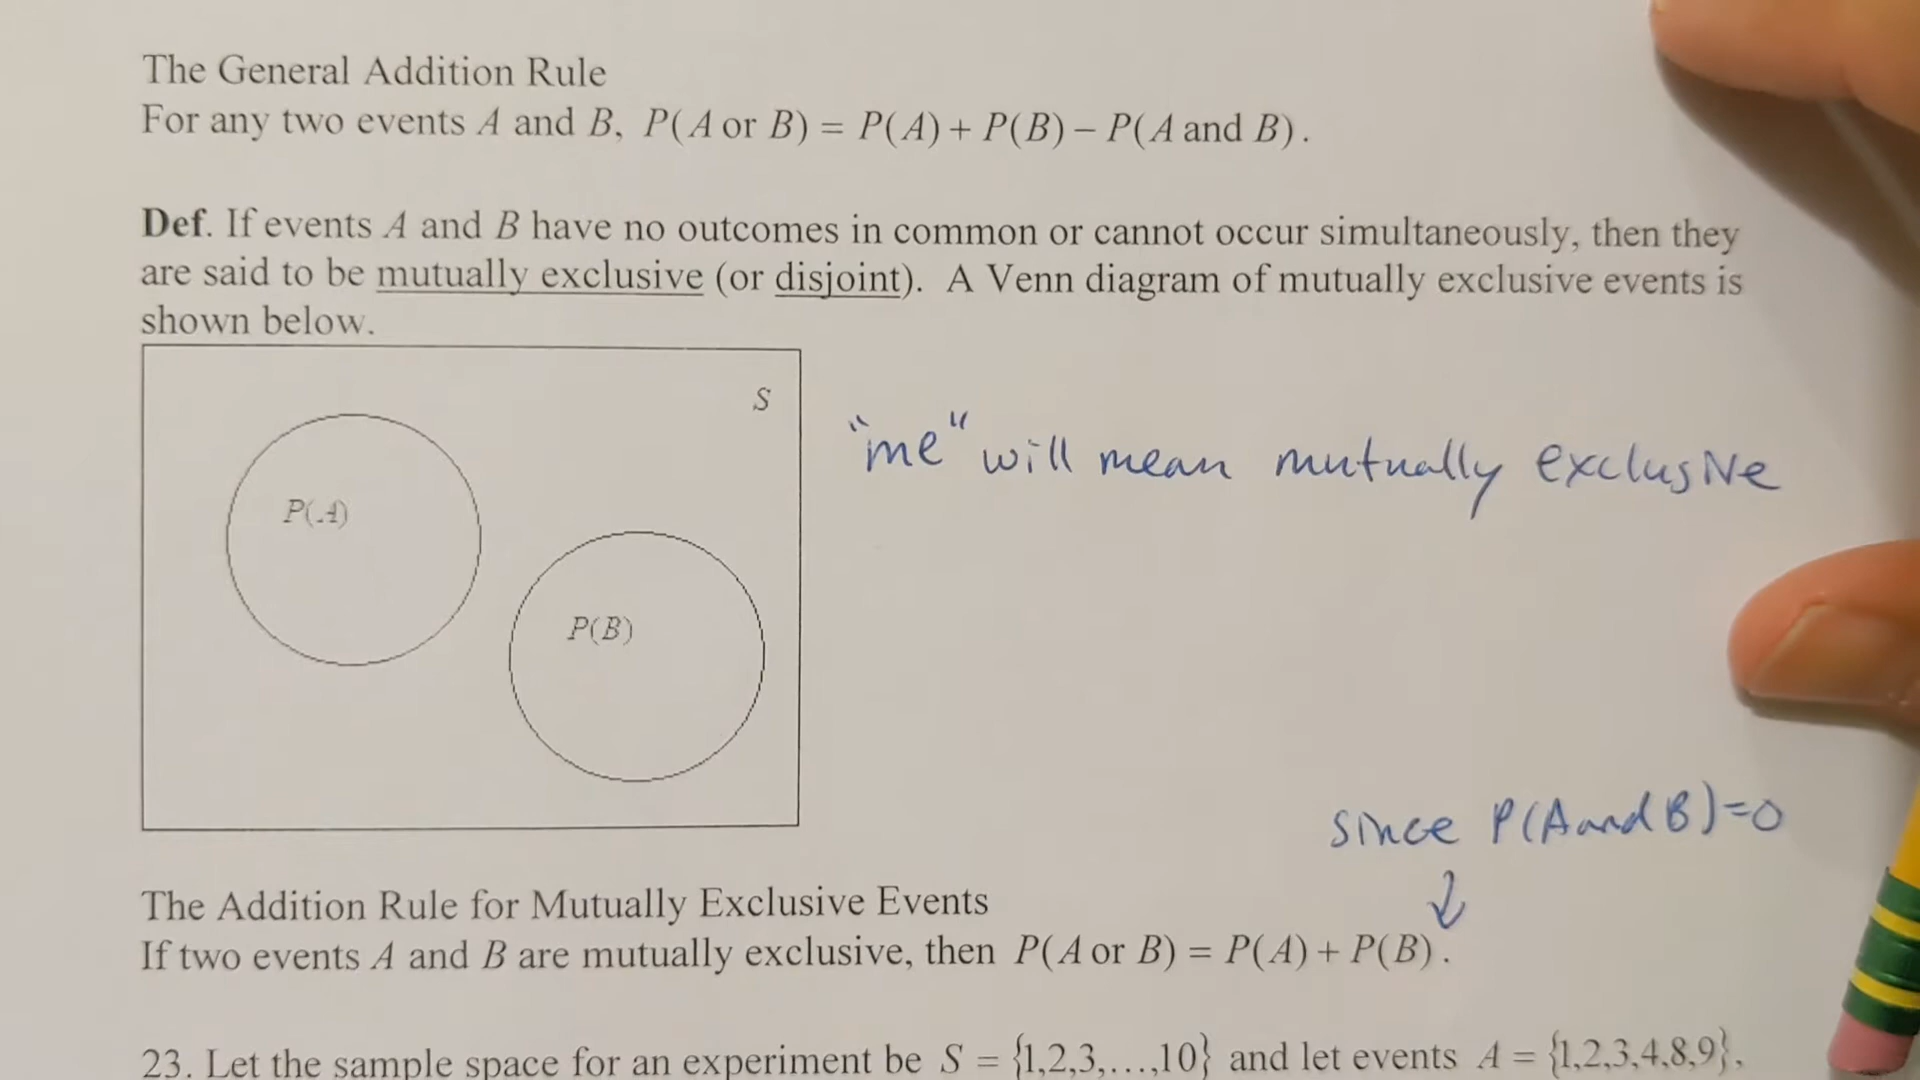 The General Addition Rule
For any two events A and B, P(A or B) = P(A) + P(B) − P(A and B).
Def. If events A and B have no outcomes in common or cannot occur simultaneously, then they
are said to be mutually exclusive (or disjoint). A Venn diagram of mutually exclusive events is
shown below.
S
P(A)
P(B)
"me" will mean mutually exclusive
since P(A and B)=0
↓
The Addition Rule for Mutually Exclusive Events
If two events A and B are mutually exclusive, then P(A or B) = P(A) + P(B).
23. Let the sample space for an experiment be S = {1,2,3,...,10} and let events A = {1,2,3,4,8,9},